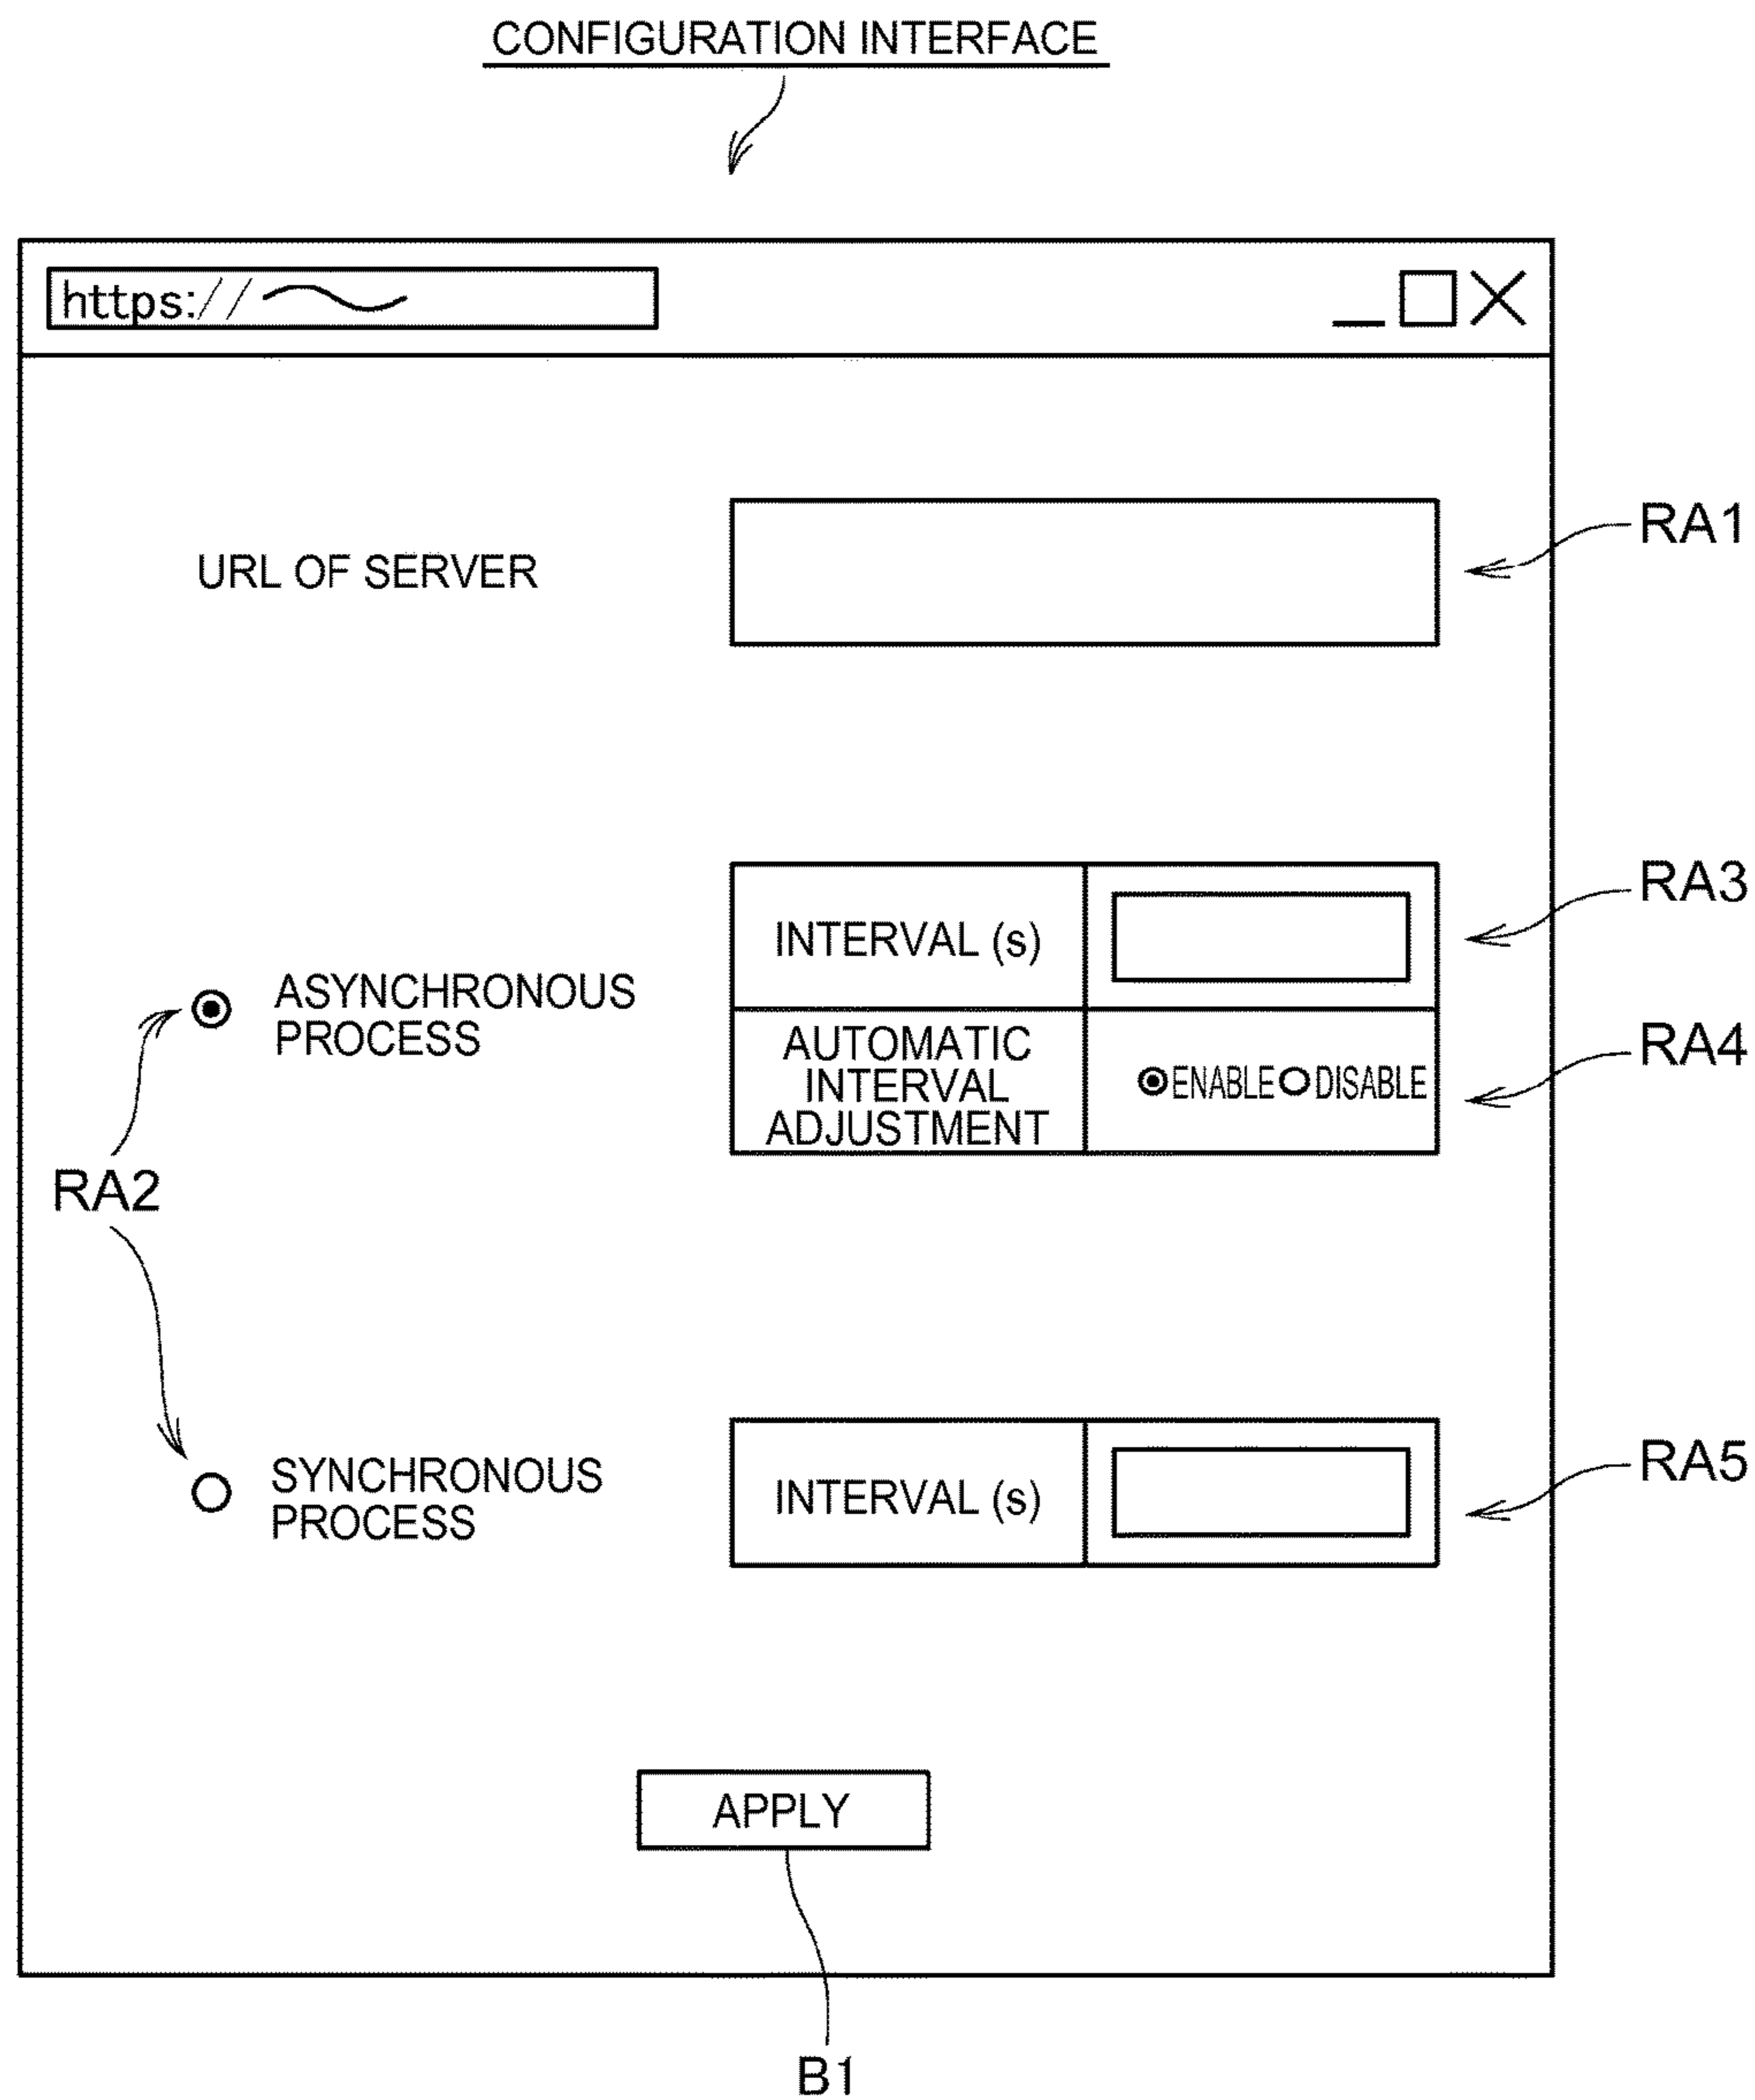 CONFIGURATION INTERFACE
https://
URL OF SERVER
RA1
ASYNCHRONOUS
PROCESS
INTERVAL (s)
RA3
AUTOMATIC
INTERVAL
ADJUSTMENT
ENABLE DISABLE
RA4
RA2
SYNCHRONOUS
PROCESS
INTERVAL (s)
RA5
APPLY
B1